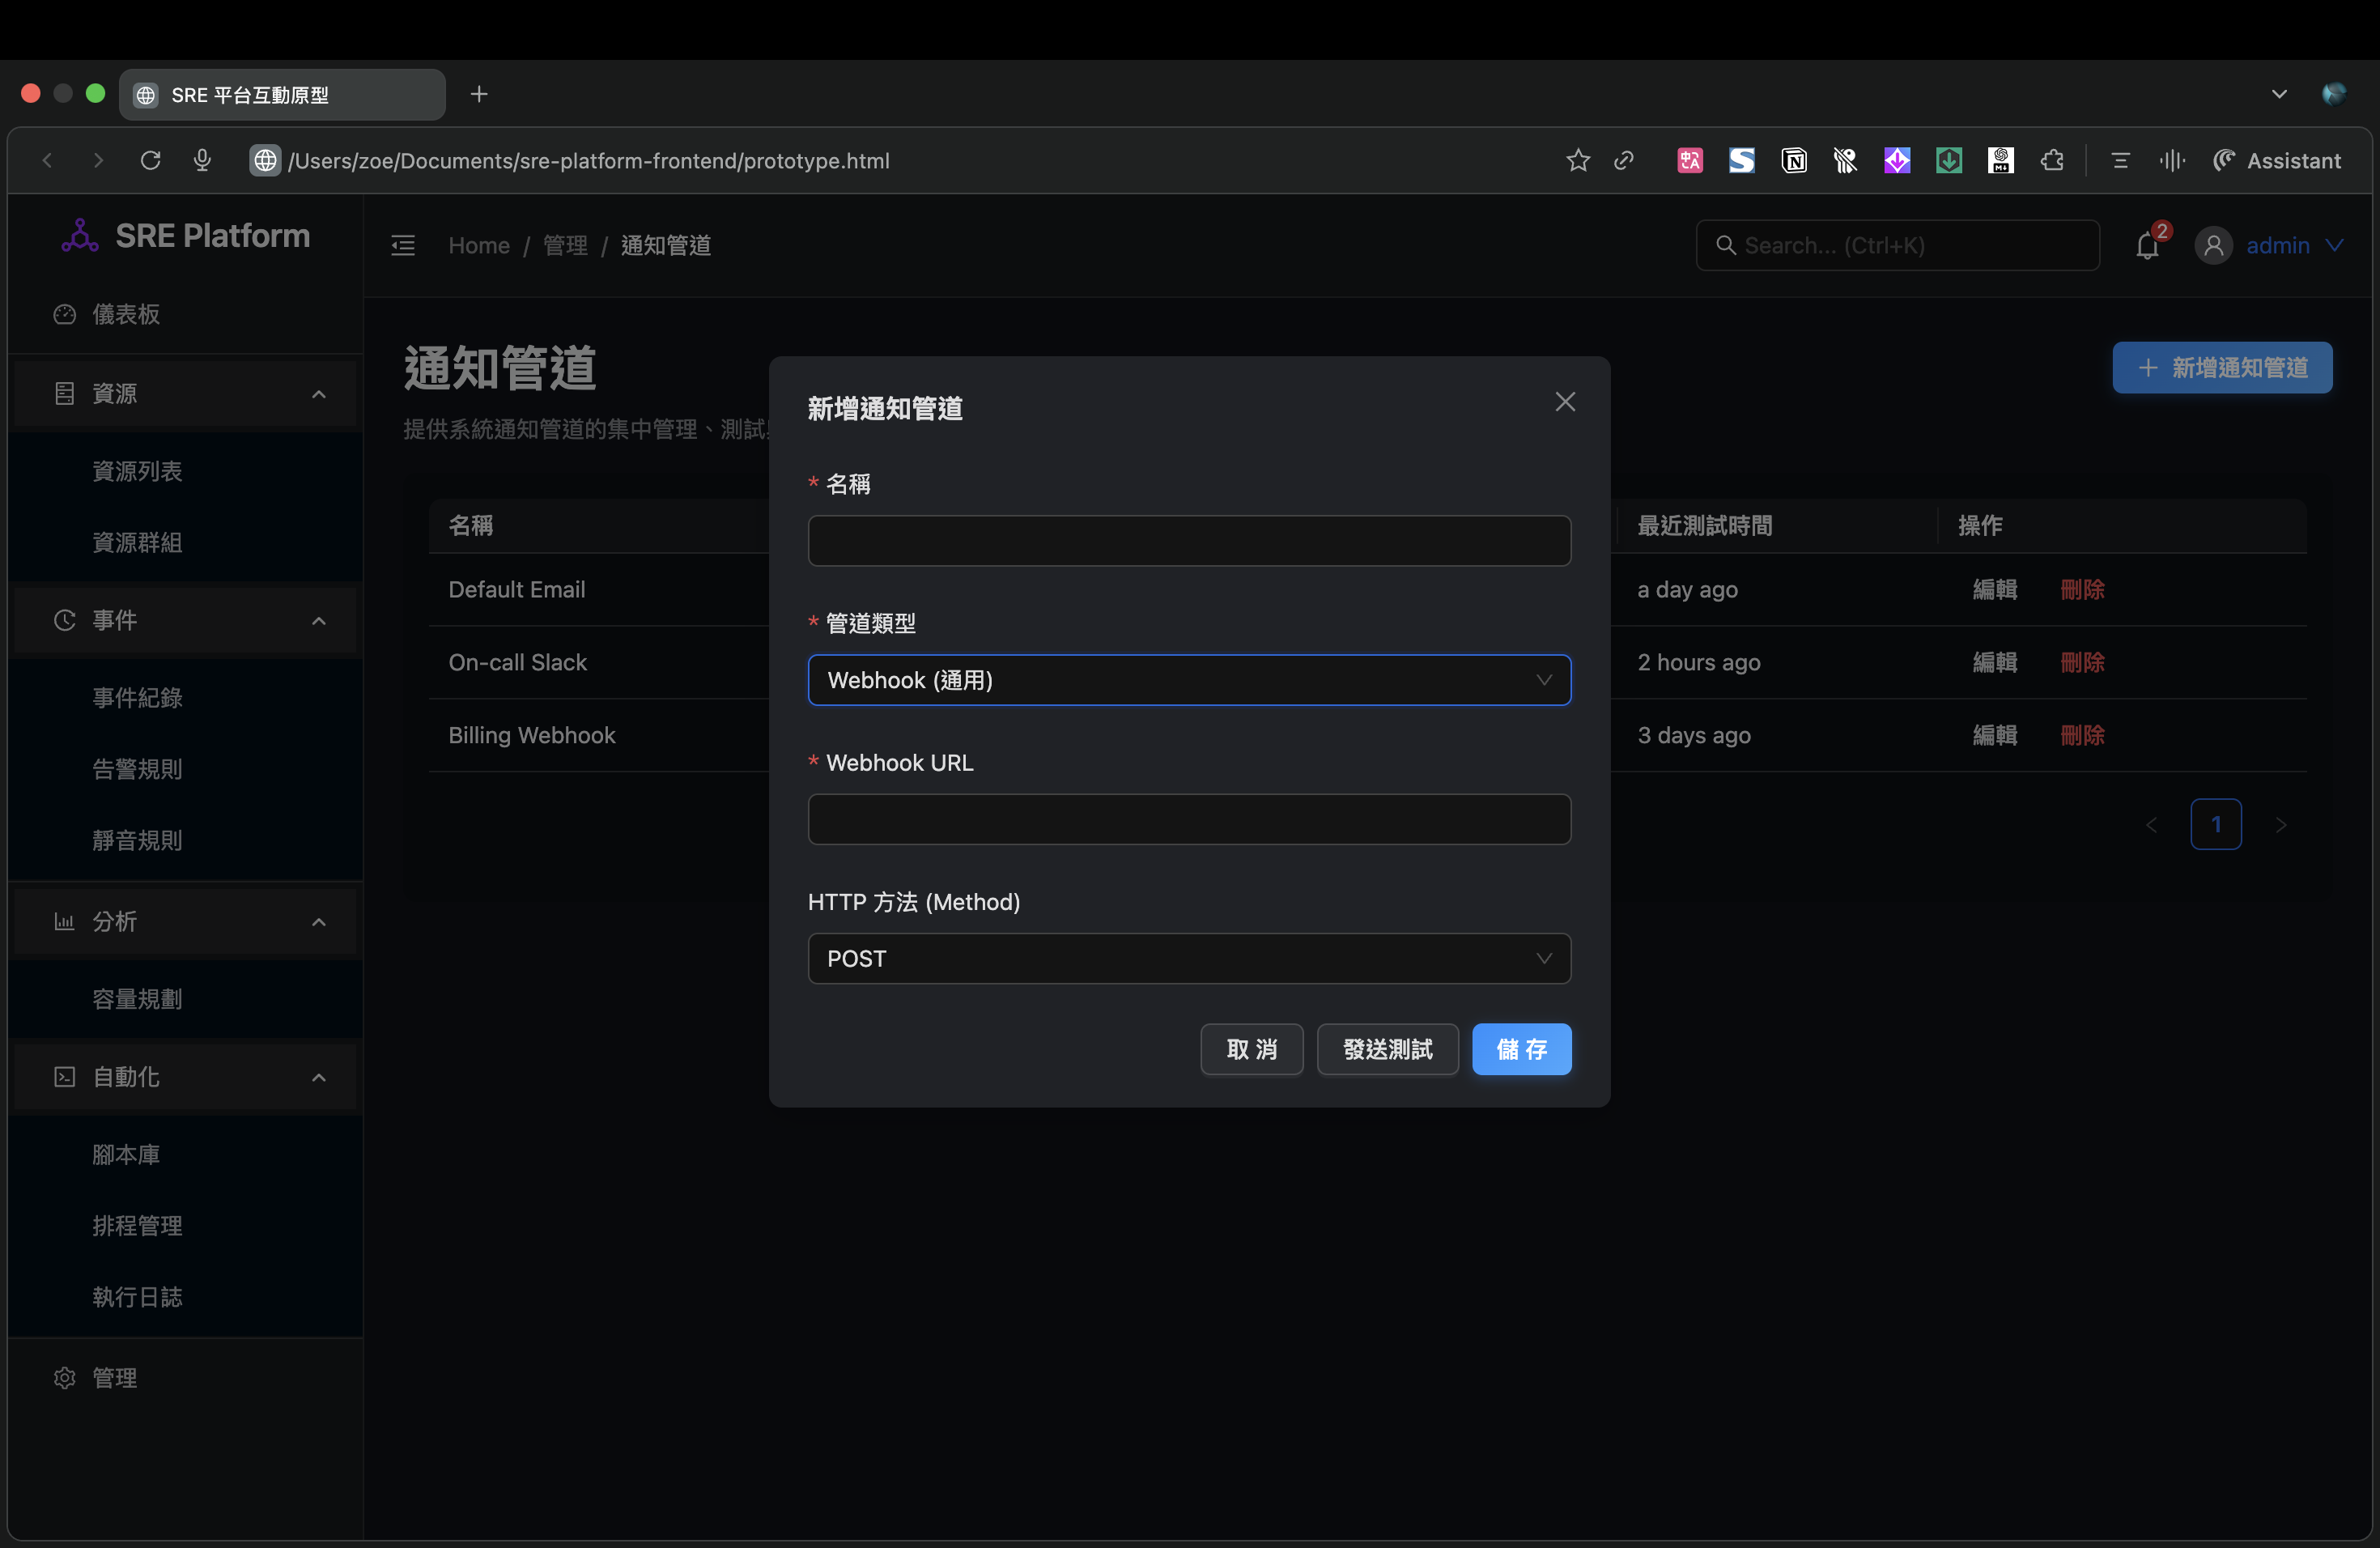 SRE 平台互動原型
/Users/zoe/Documents/sre-platform-frontend/prototype.html
Assistant
SRE Platform
Home / 管理 / 通知管道
Search... (Ctrl+K)
2
admin
儀表板
資源
資源列表
資源群組
事件
事件紀錄
告警規則
靜音規則
分析
容量規劃
自動化
腳本庫
排程管理
執行日誌
管理
通知管道
新增通知管道
提供系統通知管道的集中管理、測試
名稱
最近測試時間
操作
Default Email
a day ago
編輯
刪除
On-call Slack
2 hours ago
編輯
刪除
Billing Webhook
3 days ago
編輯
刪除
1
新增通知管道
* 名稱
* 管道類型
Webhook (通用)
* Webhook URL
HTTP 方法 (Method)
POST
取 消
發送測試
儲 存